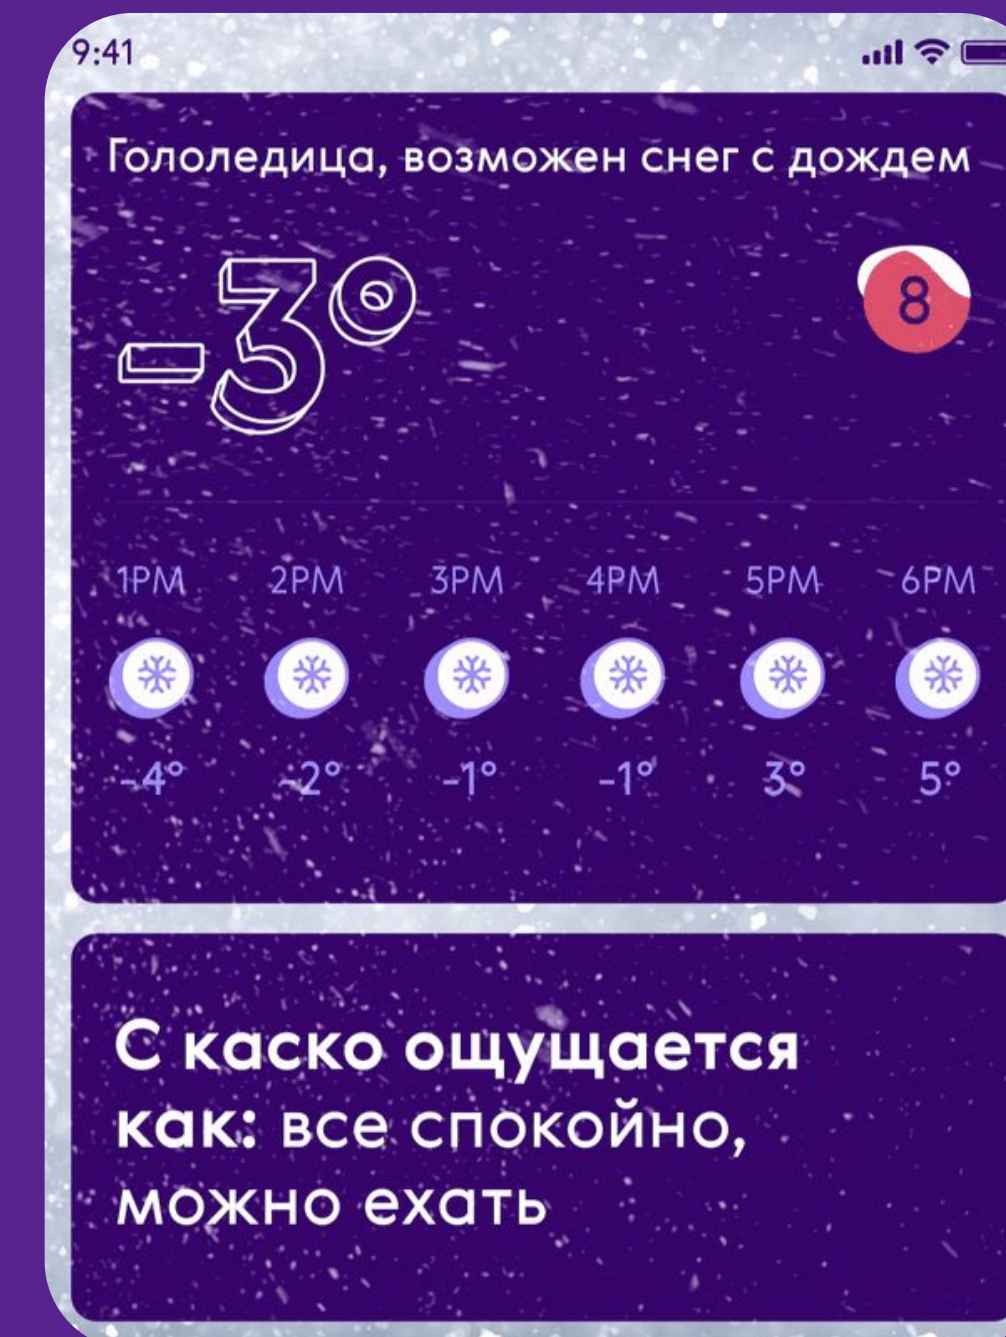 9:41
Гололедица, возможен снег с дождем
-3°
8
1PM 2PM 3PM 4PM 5PM 6PM
-4° -2° -1° -1° 3° 5°
С каско ощущается
как: все спокойно,
можно ехать